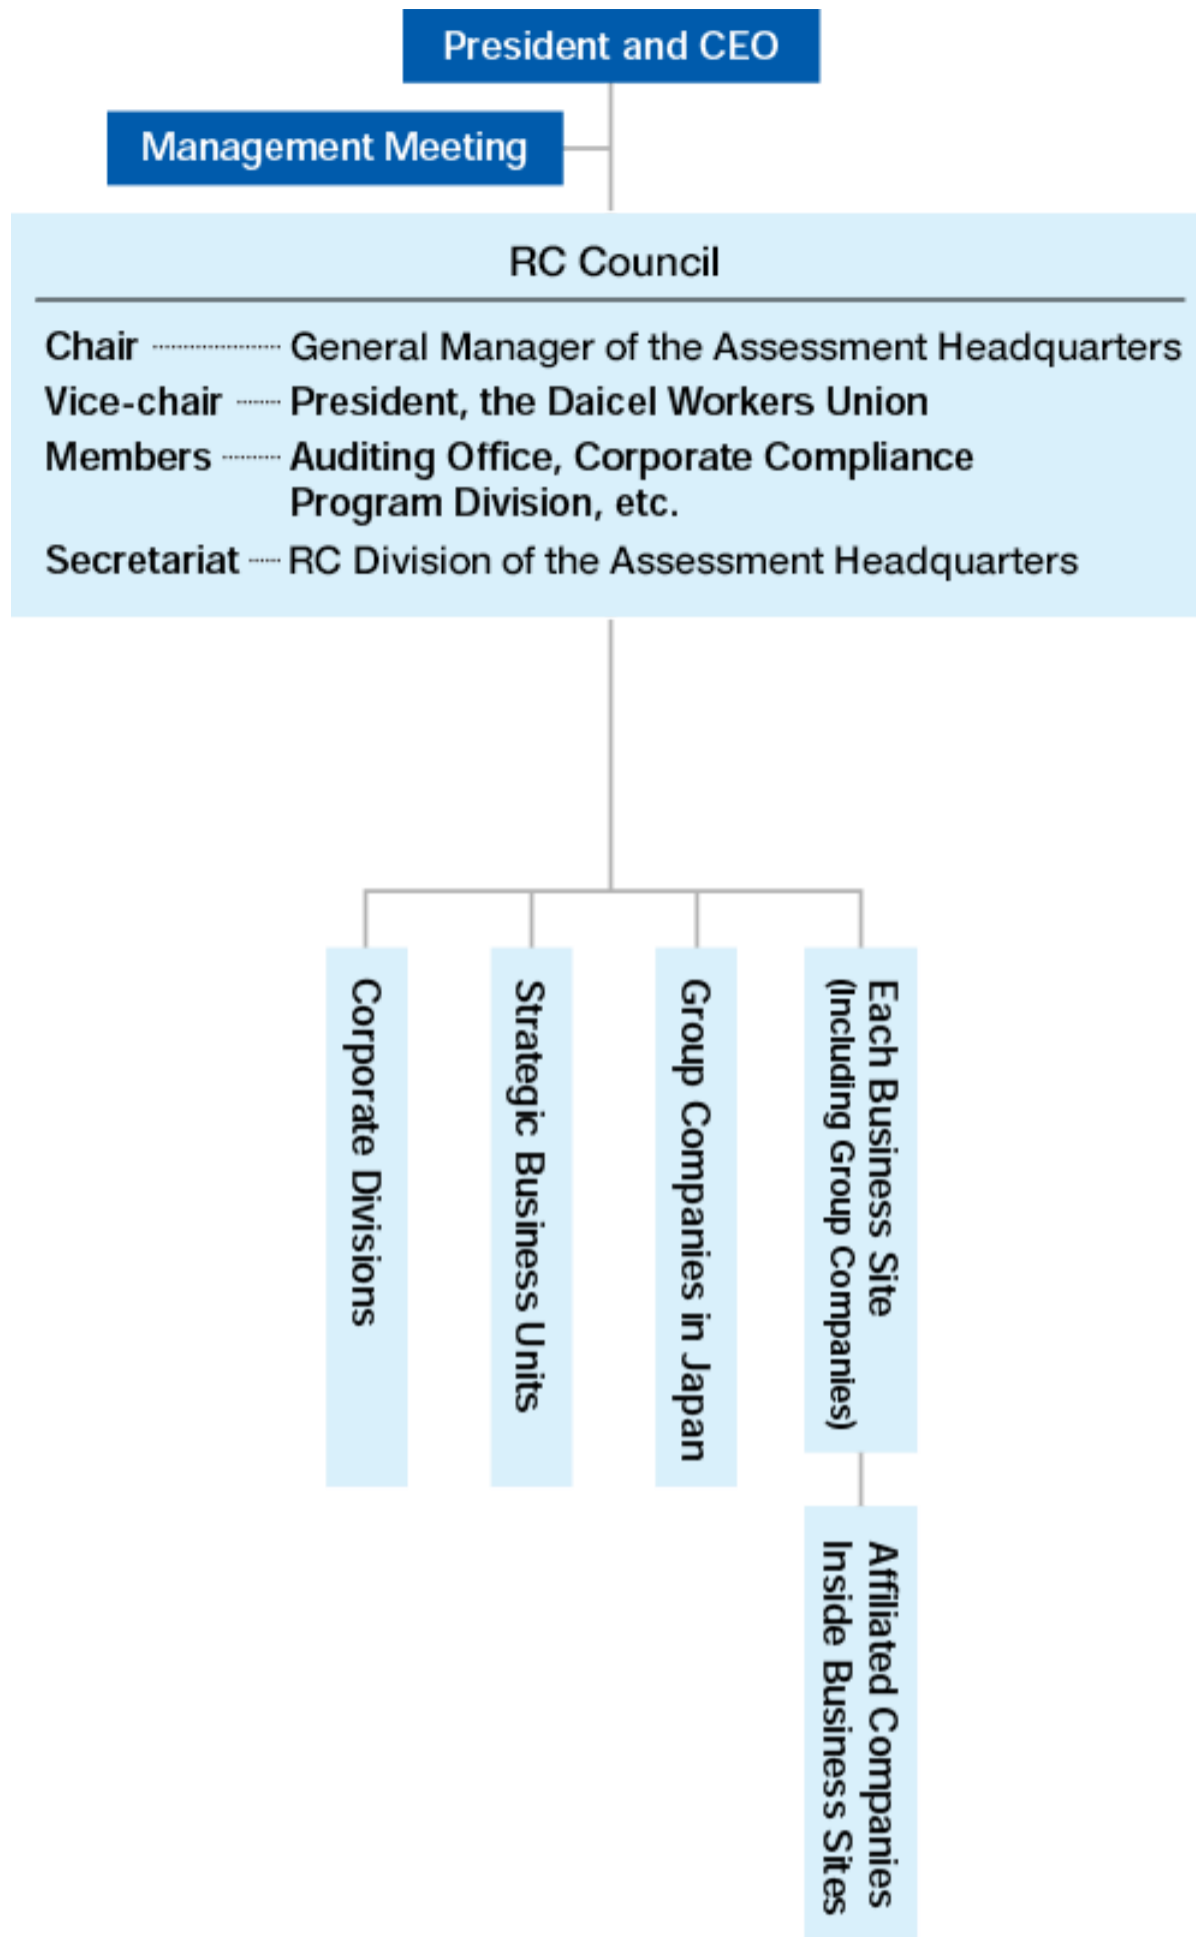 President and CEO
Management Meeting
RC Council
Chair General Manager of the Assessment Headquarters
Vice-chair President, the Daicel Workers Union
Members Auditing Office, Corporate Compliance
Program Division, etc.
Secretariat RC Division of the Assessment Headquarters
Corporate Divisions
Strategic Business Units
Group Companies in Japan
Each Business Site
(Including Group Companies)
Affiliated Companies
Inside Business Sites